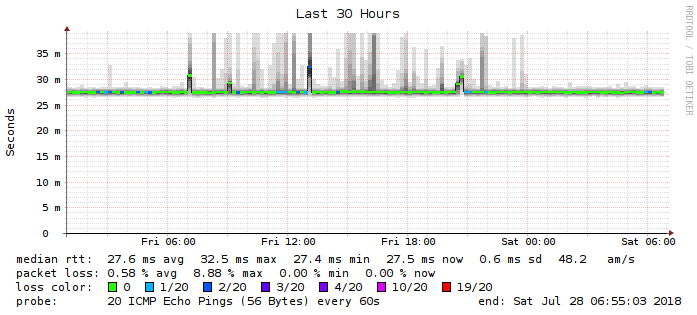 Last 30 Hours
RRDTOOL / TOBI OETIKER
Seconds
35 m
30 m
25 m
20 m
15 m
10 m
5 m
0
Fri 06:00 Fri 12:00 Fri 18:00 Sat 00:00 Sat 06:00
median rtt: 27.6 ms avg 32.5 ms max 27.4 ms min 27.5 ms now 0.6 ms sd 48.2 am/s
packet loss: 0.58 % avg 8.88 % max 0.00 % min 0.00 % now
loss color: 0 1/20 2/20 3/20 4/20 10/20 19/20
probe: 20 ICMP Echo Pings (56 Bytes) every 60s end: Sat Jul 28 06:55:03 2018